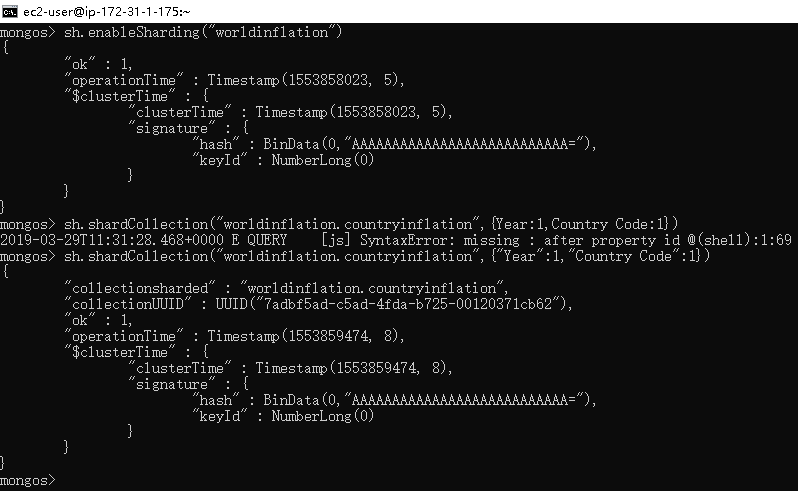 ec2-user@ip-172-31-1-175:~
mongos> sh.enableSharding("worldinflation")
{
        "ok" : 1,
        "operationTime" : Timestamp(1553858023, 5),
        "$clusterTime" : {
                "clusterTime" : Timestamp(1553858023, 5),
                "signature" : {
                        "hash" : BinData(0,"AAAAAAAAAAAAAAAAAAAAAAAAAAA="),
                        "keyId" : NumberLong(0)
                }
        }
}
mongos> sh.shardCollection("worldinflation.countryinflation",{Year:1,Country Code:1})
2019-03-29T11:31:28.468+0000 E QUERY    [js] SyntaxError: missing : after property id @(shell):1:69
mongos> sh.shardCollection("worldinflation.countryinflation",{"Year":1,"Country Code":1})
{
        "collectionsharded" : "worldinflation.countryinflation",
        "collectionUUID" : UUID("7adbf5ad-c5ad-4fda-b725-00120371cb62"),
        "ok" : 1,
        "operationTime" : Timestamp(1553859474, 8),
        "$clusterTime" : {
                "clusterTime" : Timestamp(1553859474, 8),
                "signature" : {
                        "hash" : BinData(0,"AAAAAAAAAAAAAAAAAAAAAAAAAAA="),
                        "keyId" : NumberLong(0)
                }
        }
}
mongos>